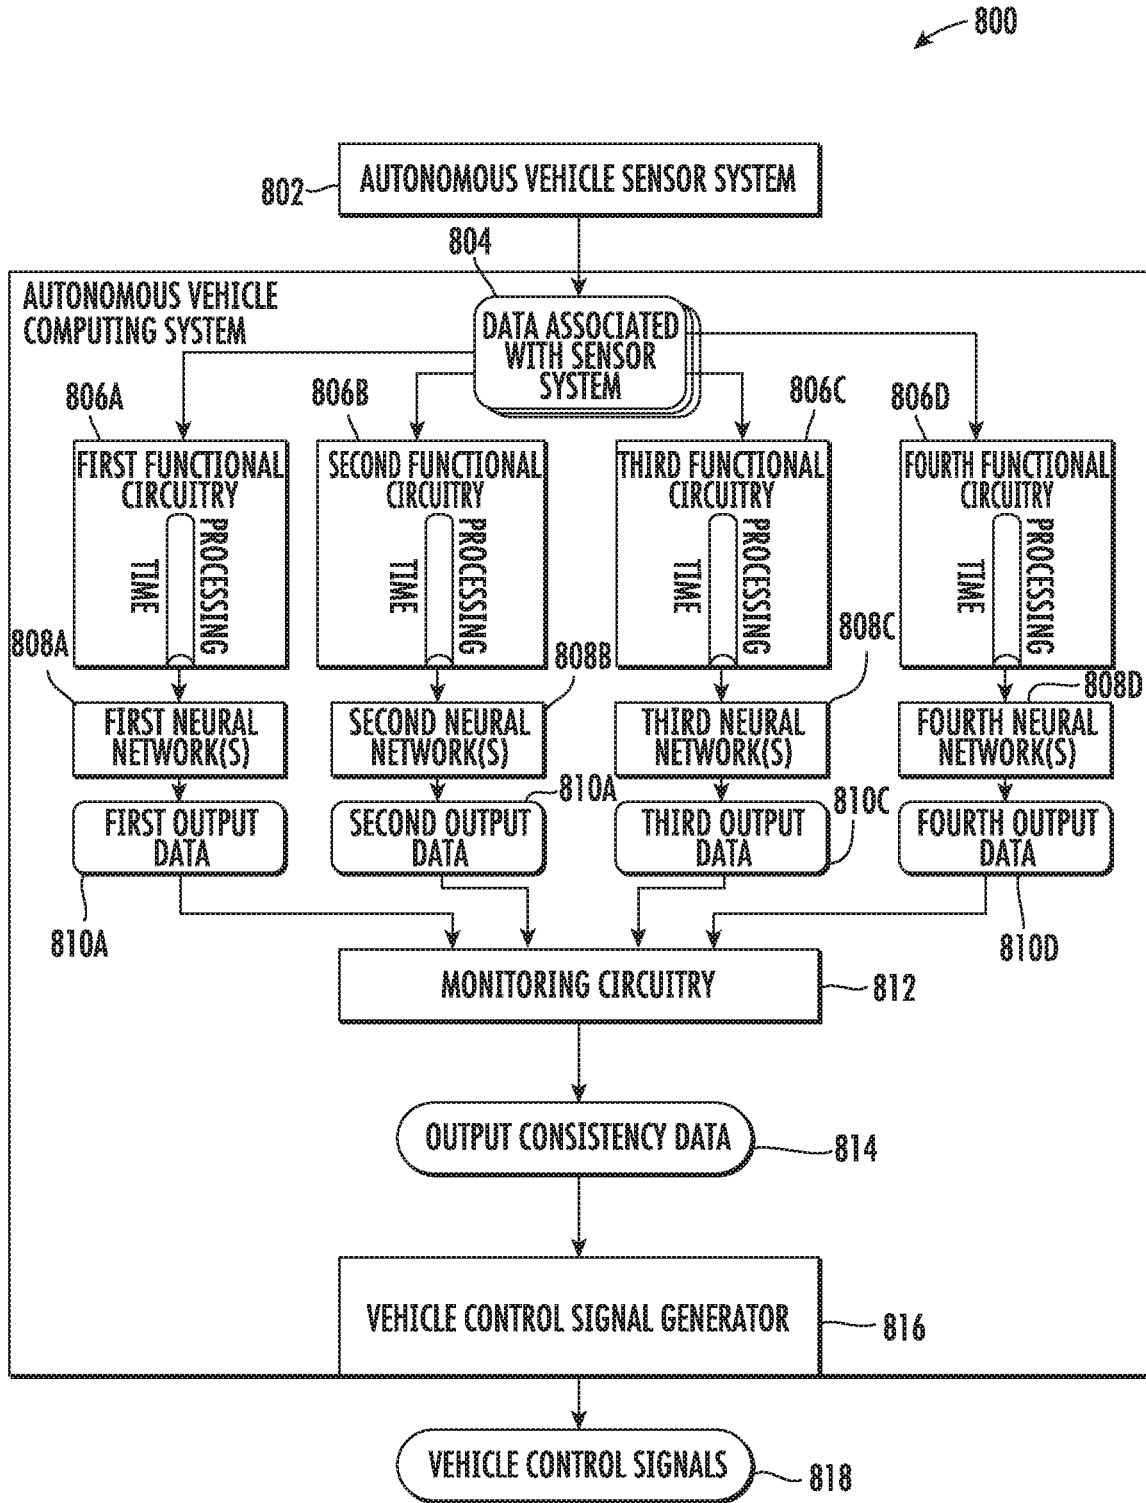 800
AUTONOMOUS VEHICLE SENSOR SYSTEM
802
804
AUTONOMOUS VEHICLE
COMPUTING SYSTEM
DATA ASSOCIATED
WITH SENSOR
SYSTEM
806A
806B
806C
806D
FIRST FUNCTIONAL
CIRCUITRY
PROCESSING
TIME
SECOND FUNCTIONAL
CIRCUITRY
PROCESSING
TIME
THIRD FUNCTIONAL
CIRCUITRY
PROCESSING
TIME
FOURTH FUNCTIONAL
CIRCUITRY
PROCESSING
TIME
808A
808B
808C
808D
FIRST NEURAL
NETWORK(S)
SECOND NEURAL
NETWORK(S)
THIRD NEURAL
NETWORK(S)
FOURTH NEURAL
NETWORK(S)
810A
810C
FIRST OUTPUT
DATA
SECOND OUTPUT
DATA
THIRD OUTPUT
DATA
FOURTH OUTPUT
DATA
810A
810D
MONITORING CIRCUITRY
812
OUTPUT CONSISTENCY DATA
814
VEHICLE CONTROL SIGNAL GENERATOR
816
VEHICLE CONTROL SIGNALS
818